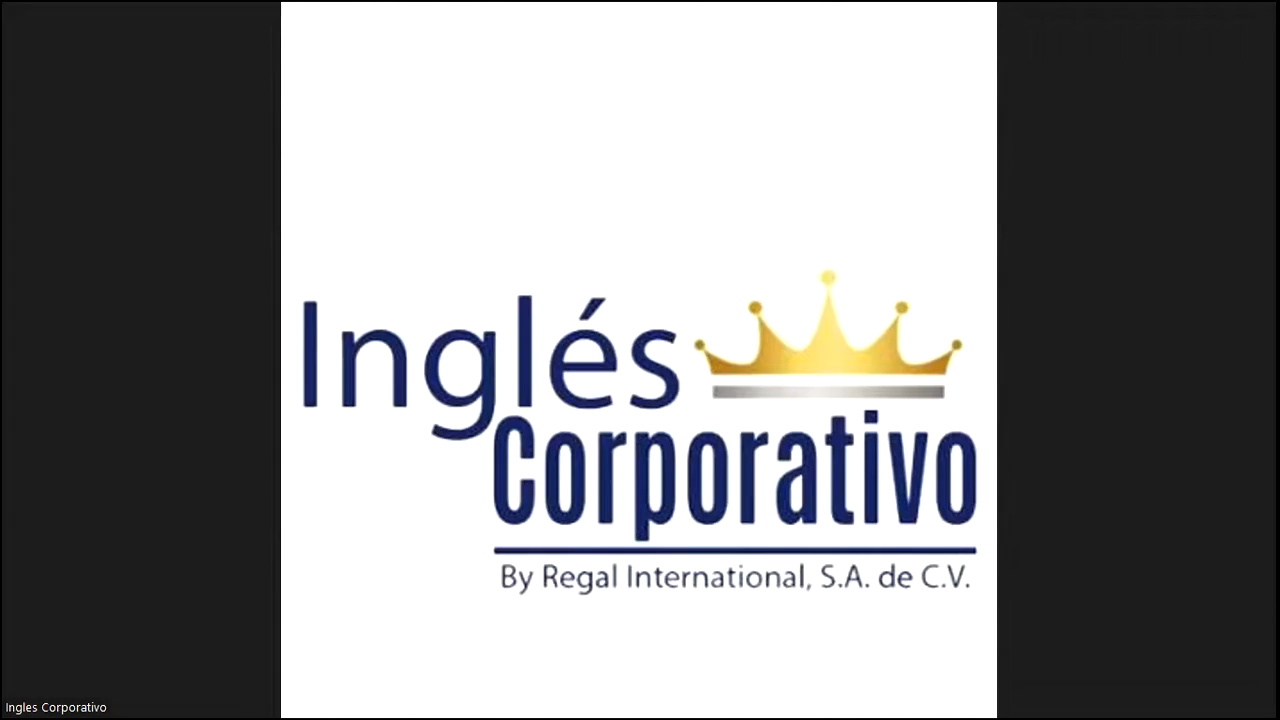 Inglés
Corporativo
By Regal International, S.A. de C.V.
Ingles Corporativo